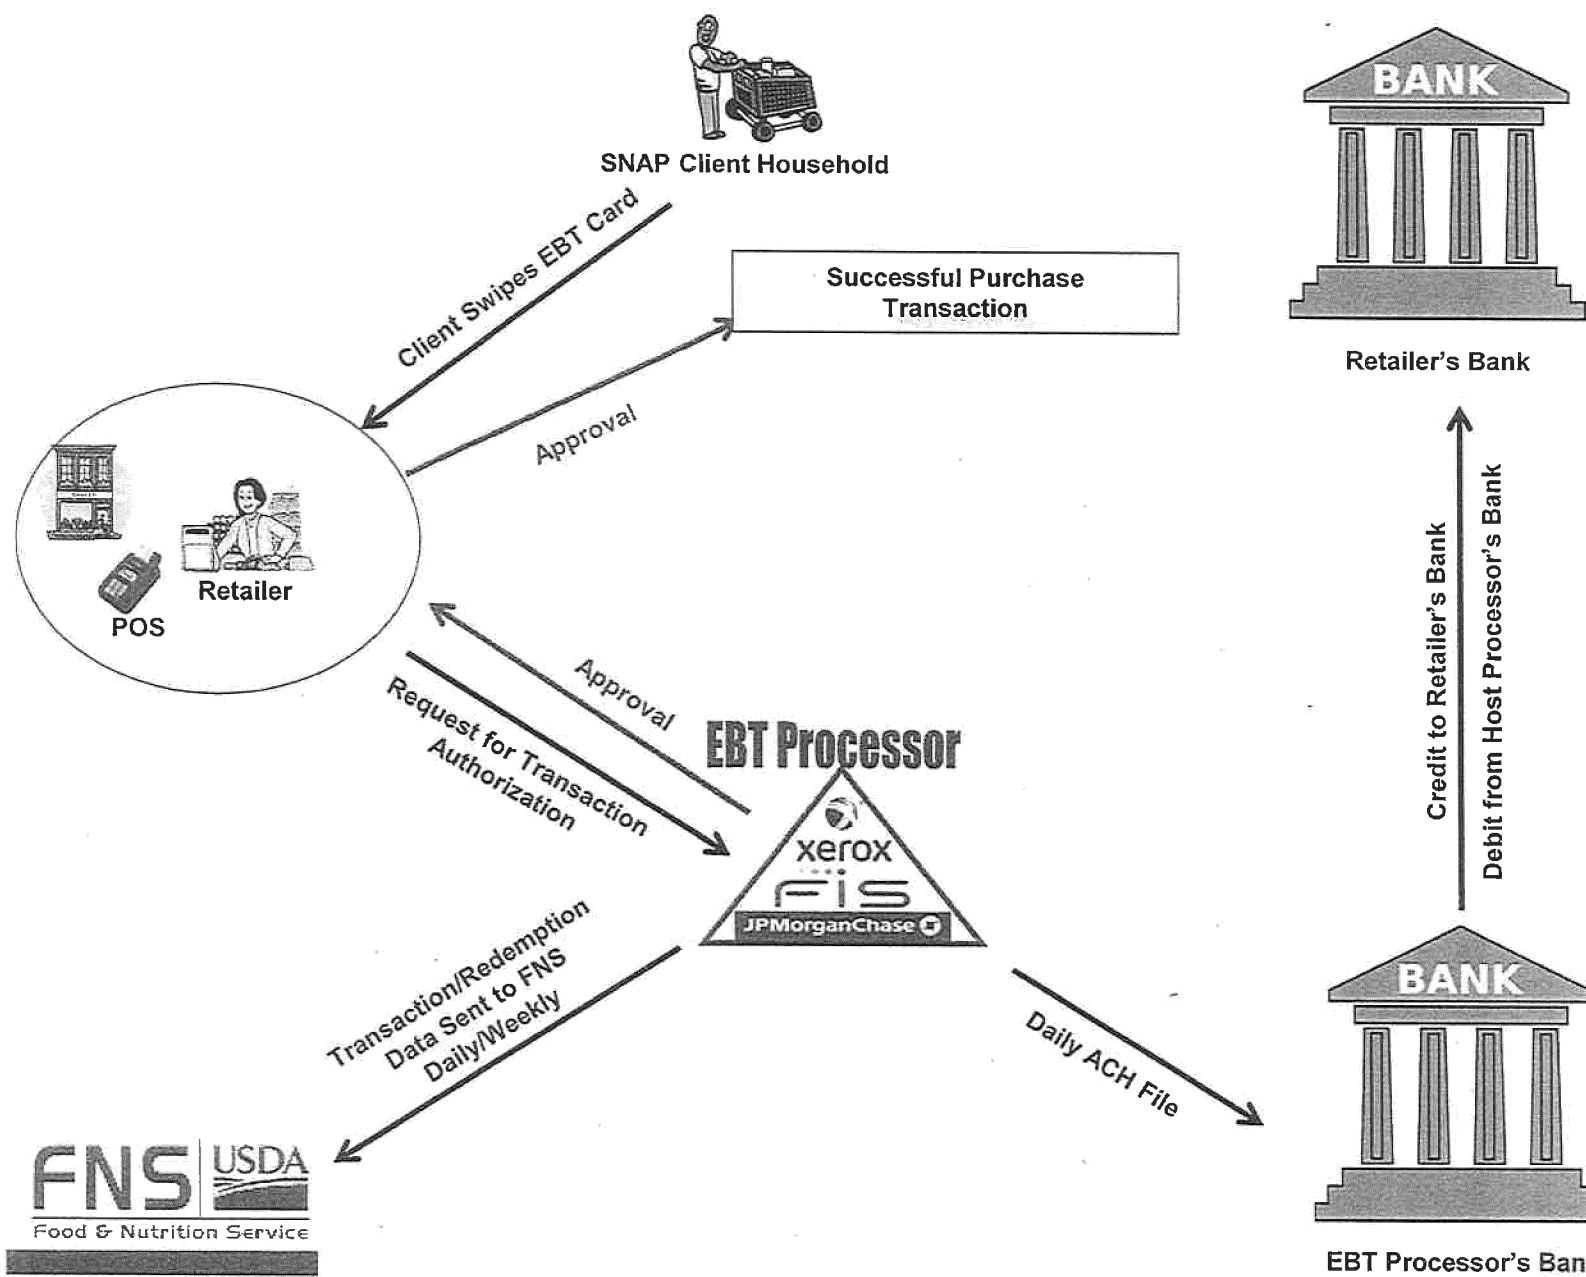 BANK
SNAP Client Household
Client Swipes EBT Card
Successful Purchase
Transaction
Retailer's Bank
Approval
Retailer
POS
Approval
Request for Transaction
Authorization
EBT Processor
xerox
FIS
JPMorganChase
Credit to Retailer's Bank
Debit from Host Processor's Bank
Transaction/Redemption
Data Sent to FNS
Daily/Weekly
Daily ACH File
BANK
FNS USDA
Food & Nutrition Service
EBT Processor's Ban